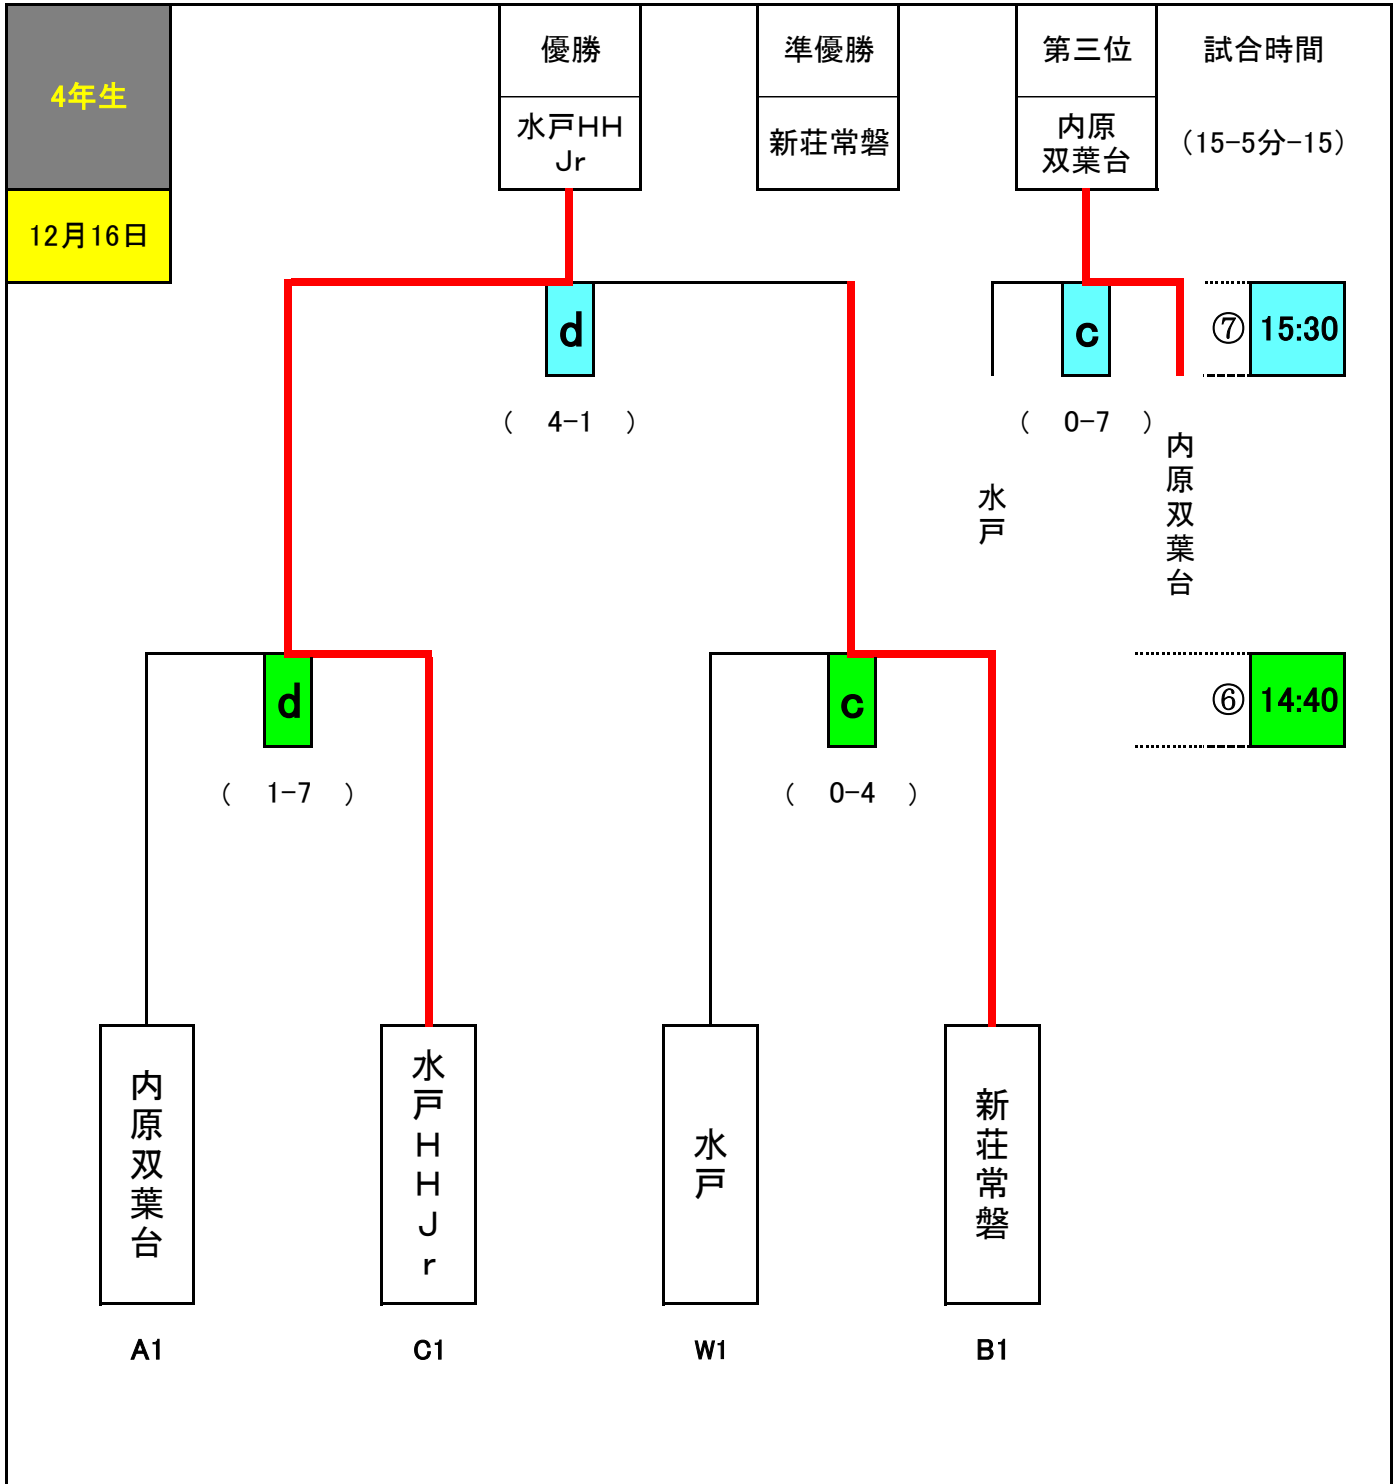 4年生
12月16日
優勝
水戸HH
Jr
準優勝
新荘常磐
第三位
内原
双葉台
試合時間
（15-5分-15）
d
c
⑦ 15:30
（ 4-1 ）
（ 0-7 ）
水戸
内原双葉台
d
c
⑥ 14:40
（ 1-7 ）
（ 0-4 ）
内原双葉台
水戸HHJr
水戸
新荘常磐
A1
C1
W1
B1